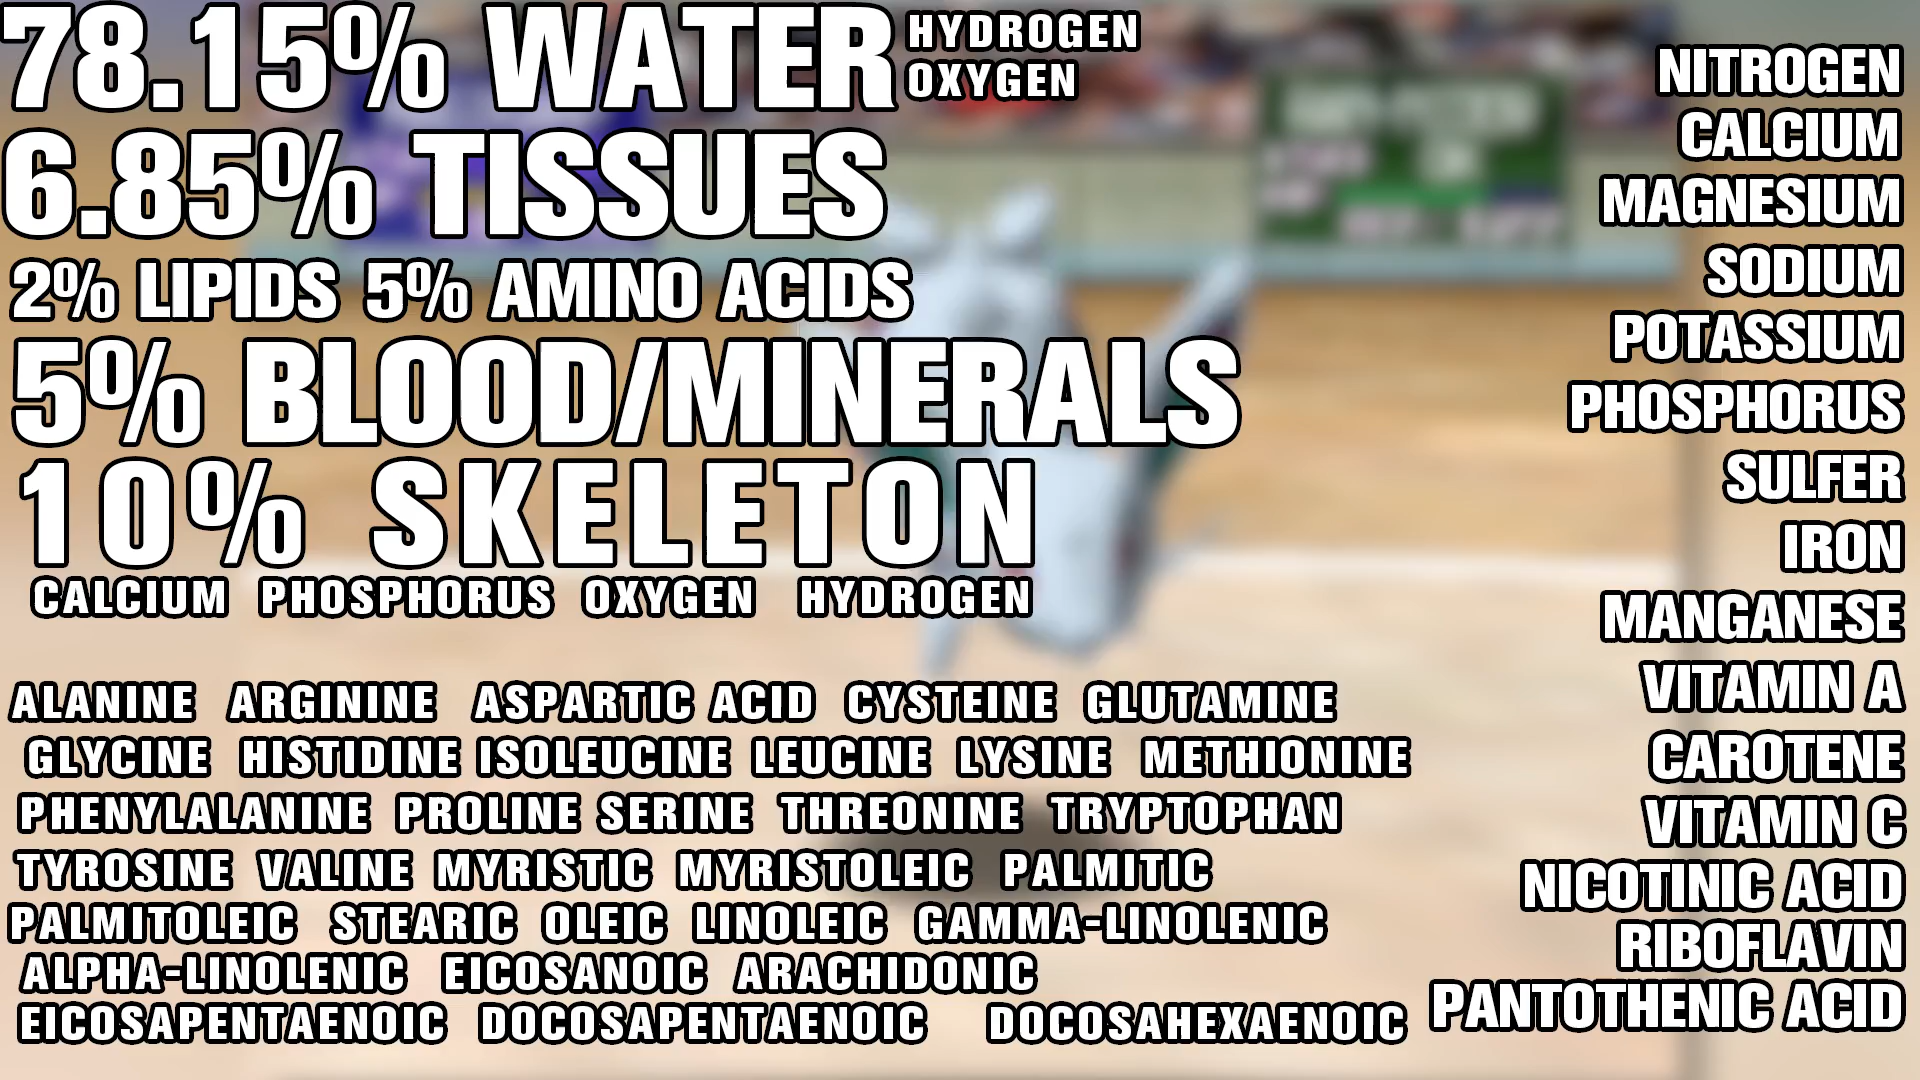 78.15% WATER
HYDROGEN
OXYGEN
6.85% TISSUES
2% LIPIDS 5% AMINO ACIDS
5% BLOOD/MINERALS
10% SKELETON
CALCIUM PHOSPHORUS OXYGEN HYDROGEN
ALANINE ARGININE ASPARTIC ACID CYSTEINE GLUTAMINE
GLYCINE HISTIDINE ISOLEUCINE LEUCINE LYSINE METHIONINE
PHENYLALANINE PROLINE SERINE THREONINE TRYPTOPHAN
TYROSINE VALINE MYRISTIC MYRISTOLEIC PALMITIC
PALMITOLEIC STEARIC OLEIC LINOLEIC GAMMA-LINOLENIC
ALPHA-LINOLENIC EICOSANOIC ARACHIDONIC
EICOSAPENTAENOIC DOCOSAPENTAENOIC DOCOSAHEXAENOIC
NITROGEN
CALCIUM
MAGNESIUM
SODIUM
POTASSIUM
PHOSPHORUS
SULFER
IRON
MANGANESE
VITAMIN A
CAROTENE
VITAMIN C
NICOTINIC ACID
RIBOFLAVIN
PANTOTHENIC ACID